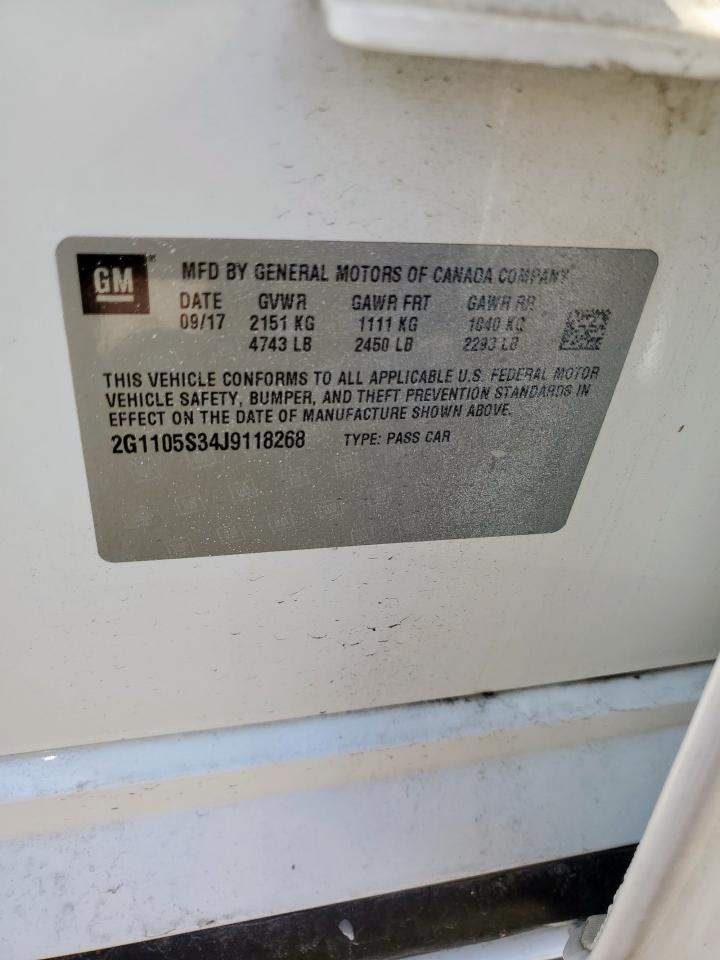 GM
MFD BY GENERAL MOTORS OF CANADA COMPANY
DATE GVWR GAWR FRT GAWR RR
09/17 2151 KG 1111 KG 1040 KG
4743 LB 2450 LB 2293 LB
THIS VEHICLE CONFORMS TO ALL APPLICABLE U.S. FEDERAL MOTOR
VEHICLE SAFETY, BUMPER, AND THEFT PREVENTION STANDARDS IN
EFFECT ON THE DATE OF MANUFACTURE SHOWN ABOVE.
2G1105S34J9118268 TYPE: PASS CAR